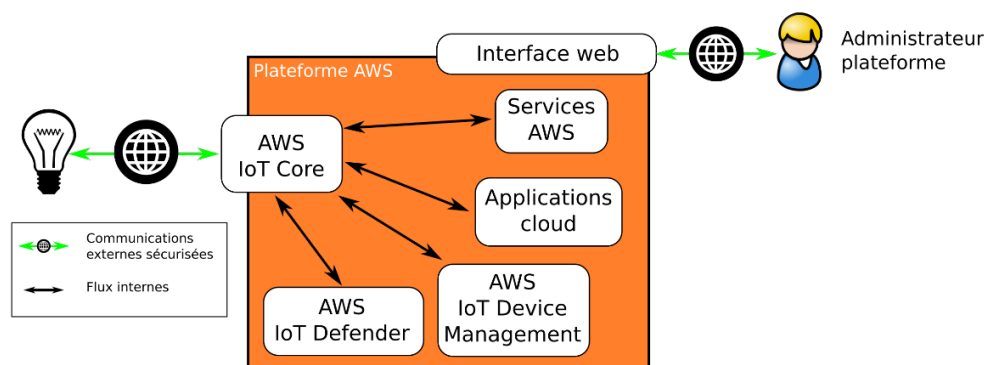 Interface web
Administrateur
plateforme
Plateforme AWS
Services
AWS
AWS
IoT Core
Applications
cloud
Communications
externes sécurisées
Flux internes
AWS
IoT Defender
AWS
IoT Device
Management